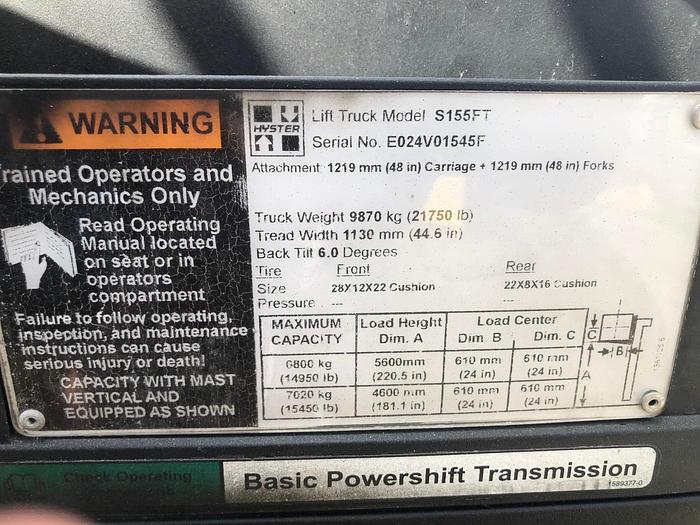 WARNING
rained Operators and
Mechanics Only
Read Operating
Manual located
on seat or in
operators
compartment
Failure to follow operating,
inspection, and maintenance
instructions can cause
serious injury or death!
CAPACITY WITH MAST
VERTICAL AND
EQUIPPED AS SHOWN
HYSTER
Lift Truck Model S155FT
Serial No. E024V01545F
Attachment 1219 mm (48 in) Carriage + 1219 mm (48 in) Forks
Truck Weight 9870 kg (21750 lb)
Tread Width 1130 mm (44.6 in)
Back Tilt 6.0 Degrees
Tire Front Rear
Size 28X12X22 Cushion 22X8X16 Cushion
Pressure --- ---
MAXIMUM CAPACITY Load Height Dim. A Load Center Dim. B Dim. C
6800 kg 5600mm 610 mm 610 mm
(14950 lb) (220.5 in) (24 in) (24 in)
7020 kg 4600 mm 610 mm 610 mm
(15450 lb) (181.1 in) (24 in) (24 in)
C
B
A
Check Operating
Basic Powershift Transmission
1589377-0